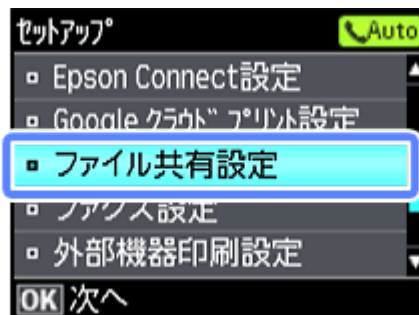 セットアップ Auto
Epson Connect設定
Google クラウド プリント設定
ファイル共有設定
ファクス設定
外部機器印刷設定
OK 次へ